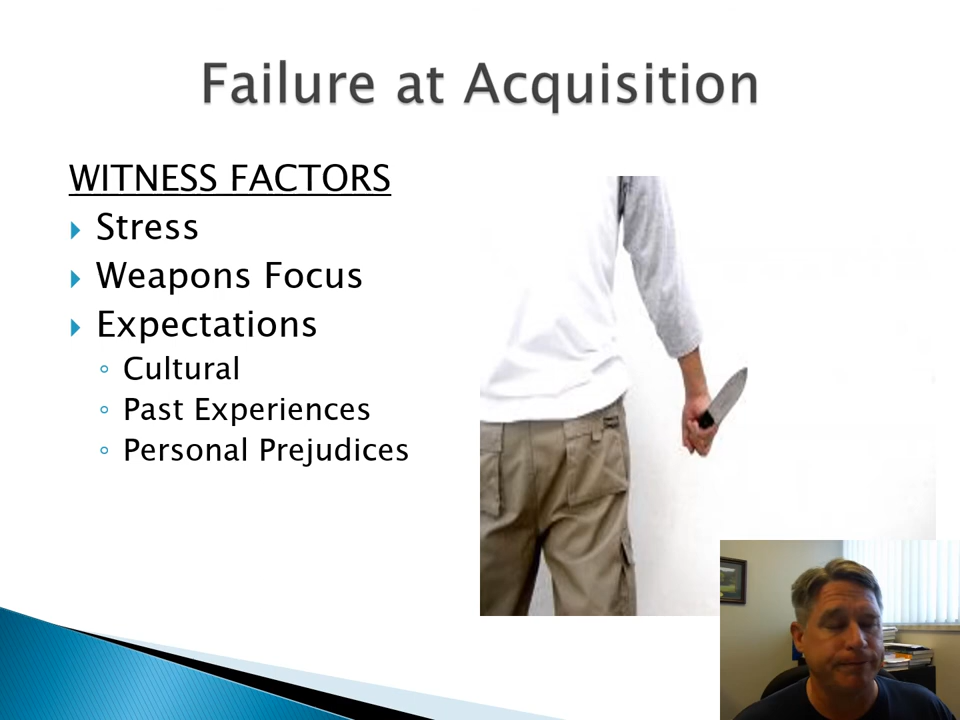 Failure at Acquisition
WITNESS FACTORS
Stress
Weapons Focus
Expectations
Cultural
Past Experiences
Personal Prejudices